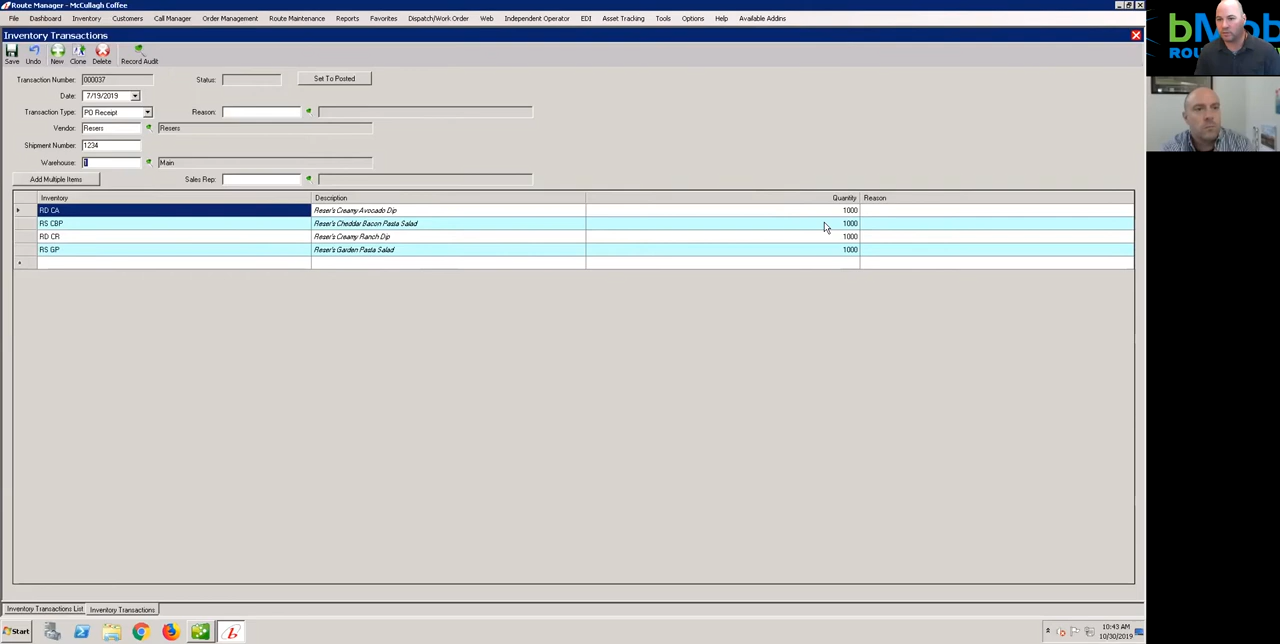 Route Manager - McCullagh Coffee
File Dashboard Inventory Customers Call Manager Order Management Route Maintenance Reports Favorites Dispatch/Work Order Web Independent Operator EDI Asset Tracking Tools Options Help Available Addins
Inventory Transactions
Save Undo New Clone Delete Record Audit
Transaction Number: 000037 Status: Set To Posted
Date: 7/19/2019
Transaction Type: PO Receipt Reason:
Vendor: Resers Resers
Shipment Number: 1234
Warehouse: 1 Main
Add Multiple Items Sales Rep:
Inventory Description Quantity Reason
RD CA Reser's Creamy Avocado Dip 1000
RS CBP Reser's Cheddar Bacon Pasta Salad 1000
RD CR Reser's Creamy Ranch Dip 1000
RS GP Reser's Garden Pasta Salad 1000
Inventory Transactions List Inventory Transactions
Start
10:43 AM
10/30/2019